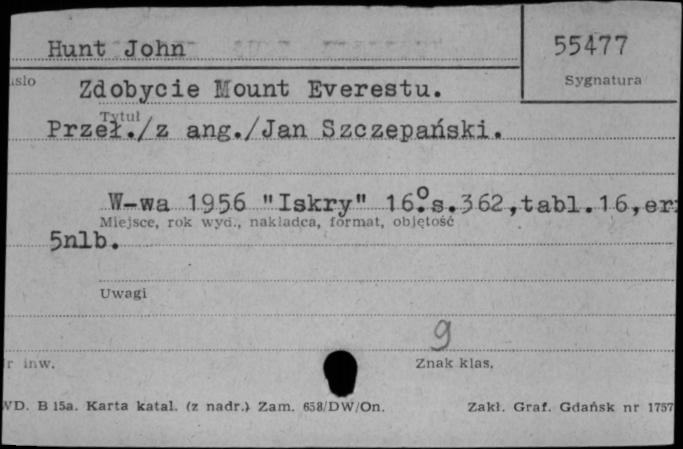 Hunt John
55477
Sygnatura
Zdobycie Mount Everestu.
Tytuł
Przeł./z ang./Jan Szczepański.
W-wa 1956 "Iskry" 16.º s.362,tabl.16,
Miejsce, rok wyd., nakładca, format, objętość
5nlb.
Uwagi
9
inw.
Znak klas.
B 15a. Karta katal. (z nadr.) Zam. 658/DW/On.
Zakł. Graf. Gdańsk nr 1757